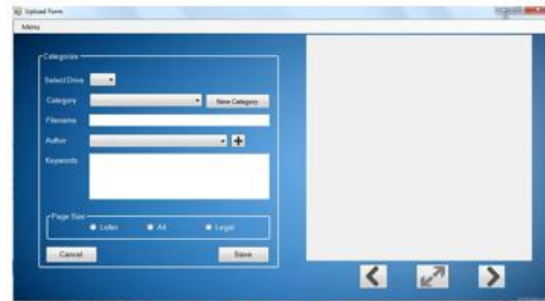 Upload Form
Menu
Categorize
Select Drive
Category
New Category
Filename
Author
Keywords
Page Size
Letter
A4
Legal
Cancel
Save